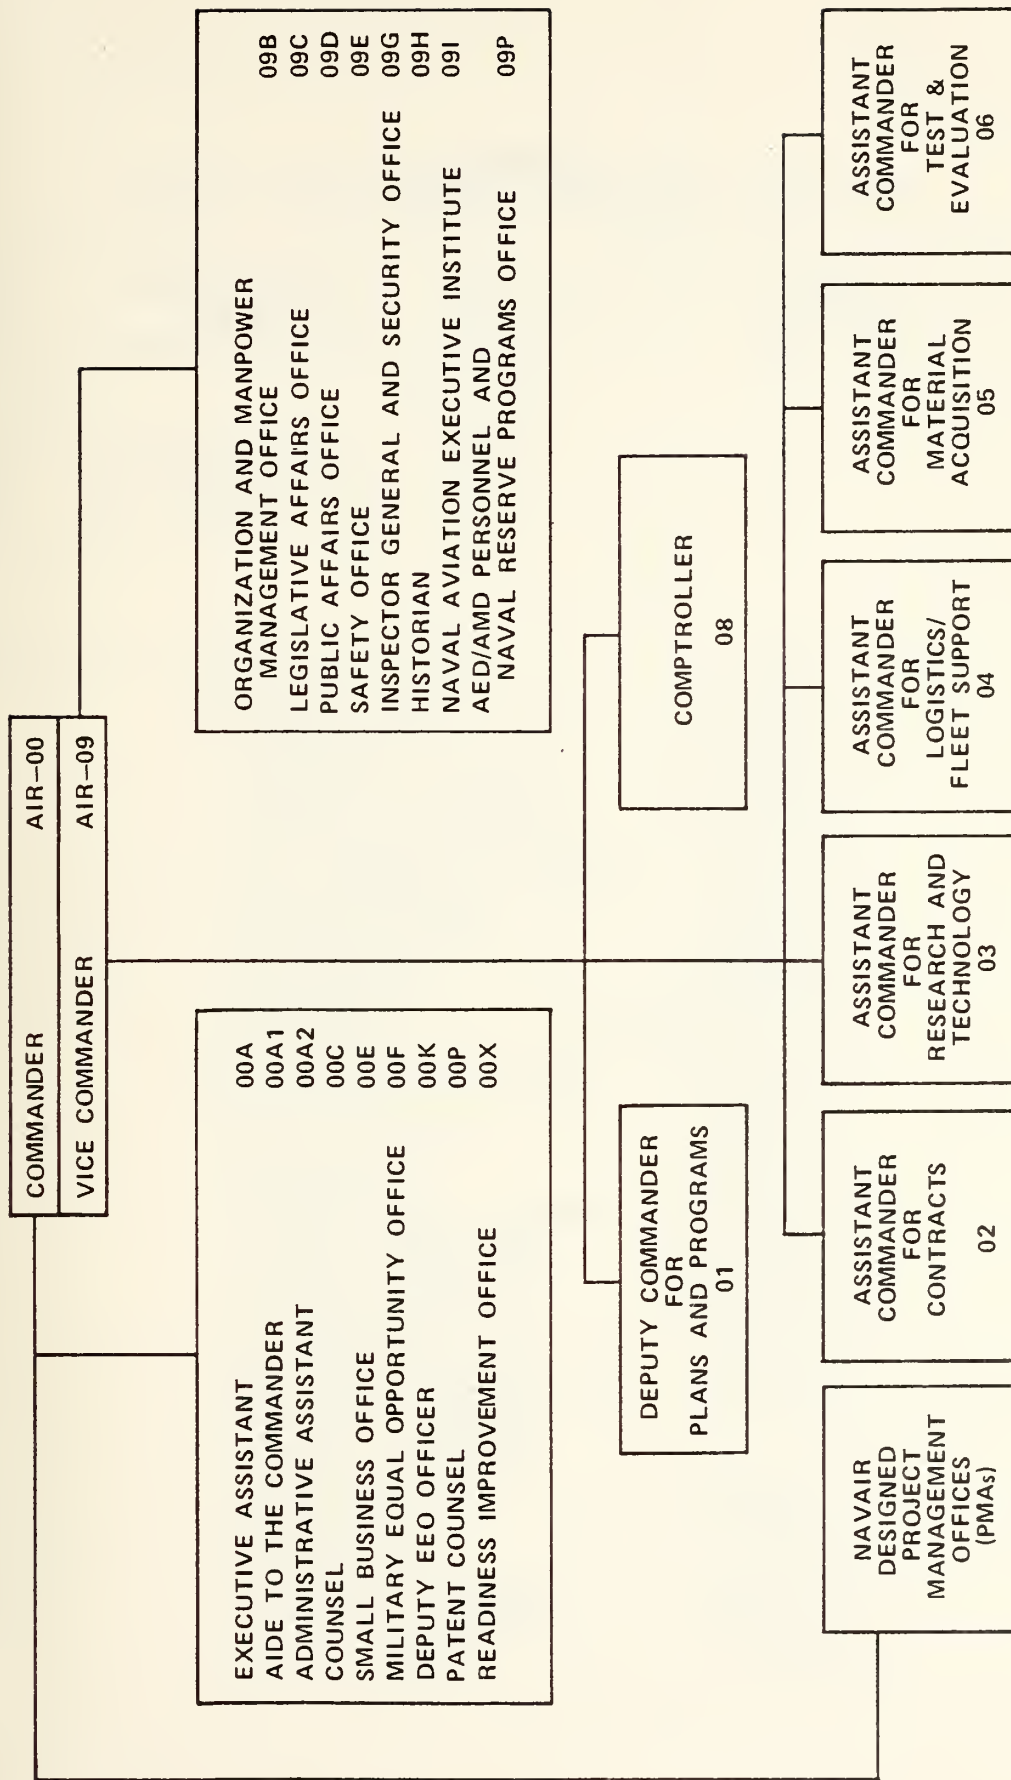 COMMANDER AIR-00
VICE COMMANDER AIR-09
EXECUTIVE ASSISTANT 00A
AIDE TO THE COMMANDER 00A1
ADMINISTRATIVE ASSISTANT 00A2
COUNSEL 00C
SMALL BUSINESS OFFICE 00E
MILITARY EQUAL OPPORTUNITY OFFICE 00F
DEPUTY EEO OFFICER 00K
PATENT COUNSEL 00P
READINESS IMPROVEMENT OFFICE 00X
ORGANIZATION AND MANPOWER
MANAGEMENT OFFICE 09B
LEGISLATIVE AFFAIRS OFFICE 09C
PUBLIC AFFAIRS OFFICE 09D
SAFETY OFFICE 09E
INSPECTOR GENERAL AND SECURITY OFFICE 09G
HISTORIAN 09H
NAVAL AVIATION EXECUTIVE INSTITUTE 09I
AED/AMD PERSONNEL AND
NAVAL RESERVE PROGRAMS OFFICE 09P
DEPUTY COMMANDER
FOR
PLANS AND PROGRAMS
01
COMPTROLLER
08
NAVAIR
DESIGNED
PROJECT
MANAGEMENT
OFFICES
(PMAs)
ASSISTANT
COMMANDER
FOR
CONTRACTS
02
ASSISTANT
COMMANDER
FOR
RESEARCH AND
TECHNOLOGY
03
ASSISTANT
COMMANDER
FOR
LOGISTICS/
FLEET SUPPORT
04
ASSISTANT
COMMANDER
FOR
MATERIAL
ACQUISITION
05
ASSISTANT
COMMANDER
FOR
TEST &
EVALUATION
06